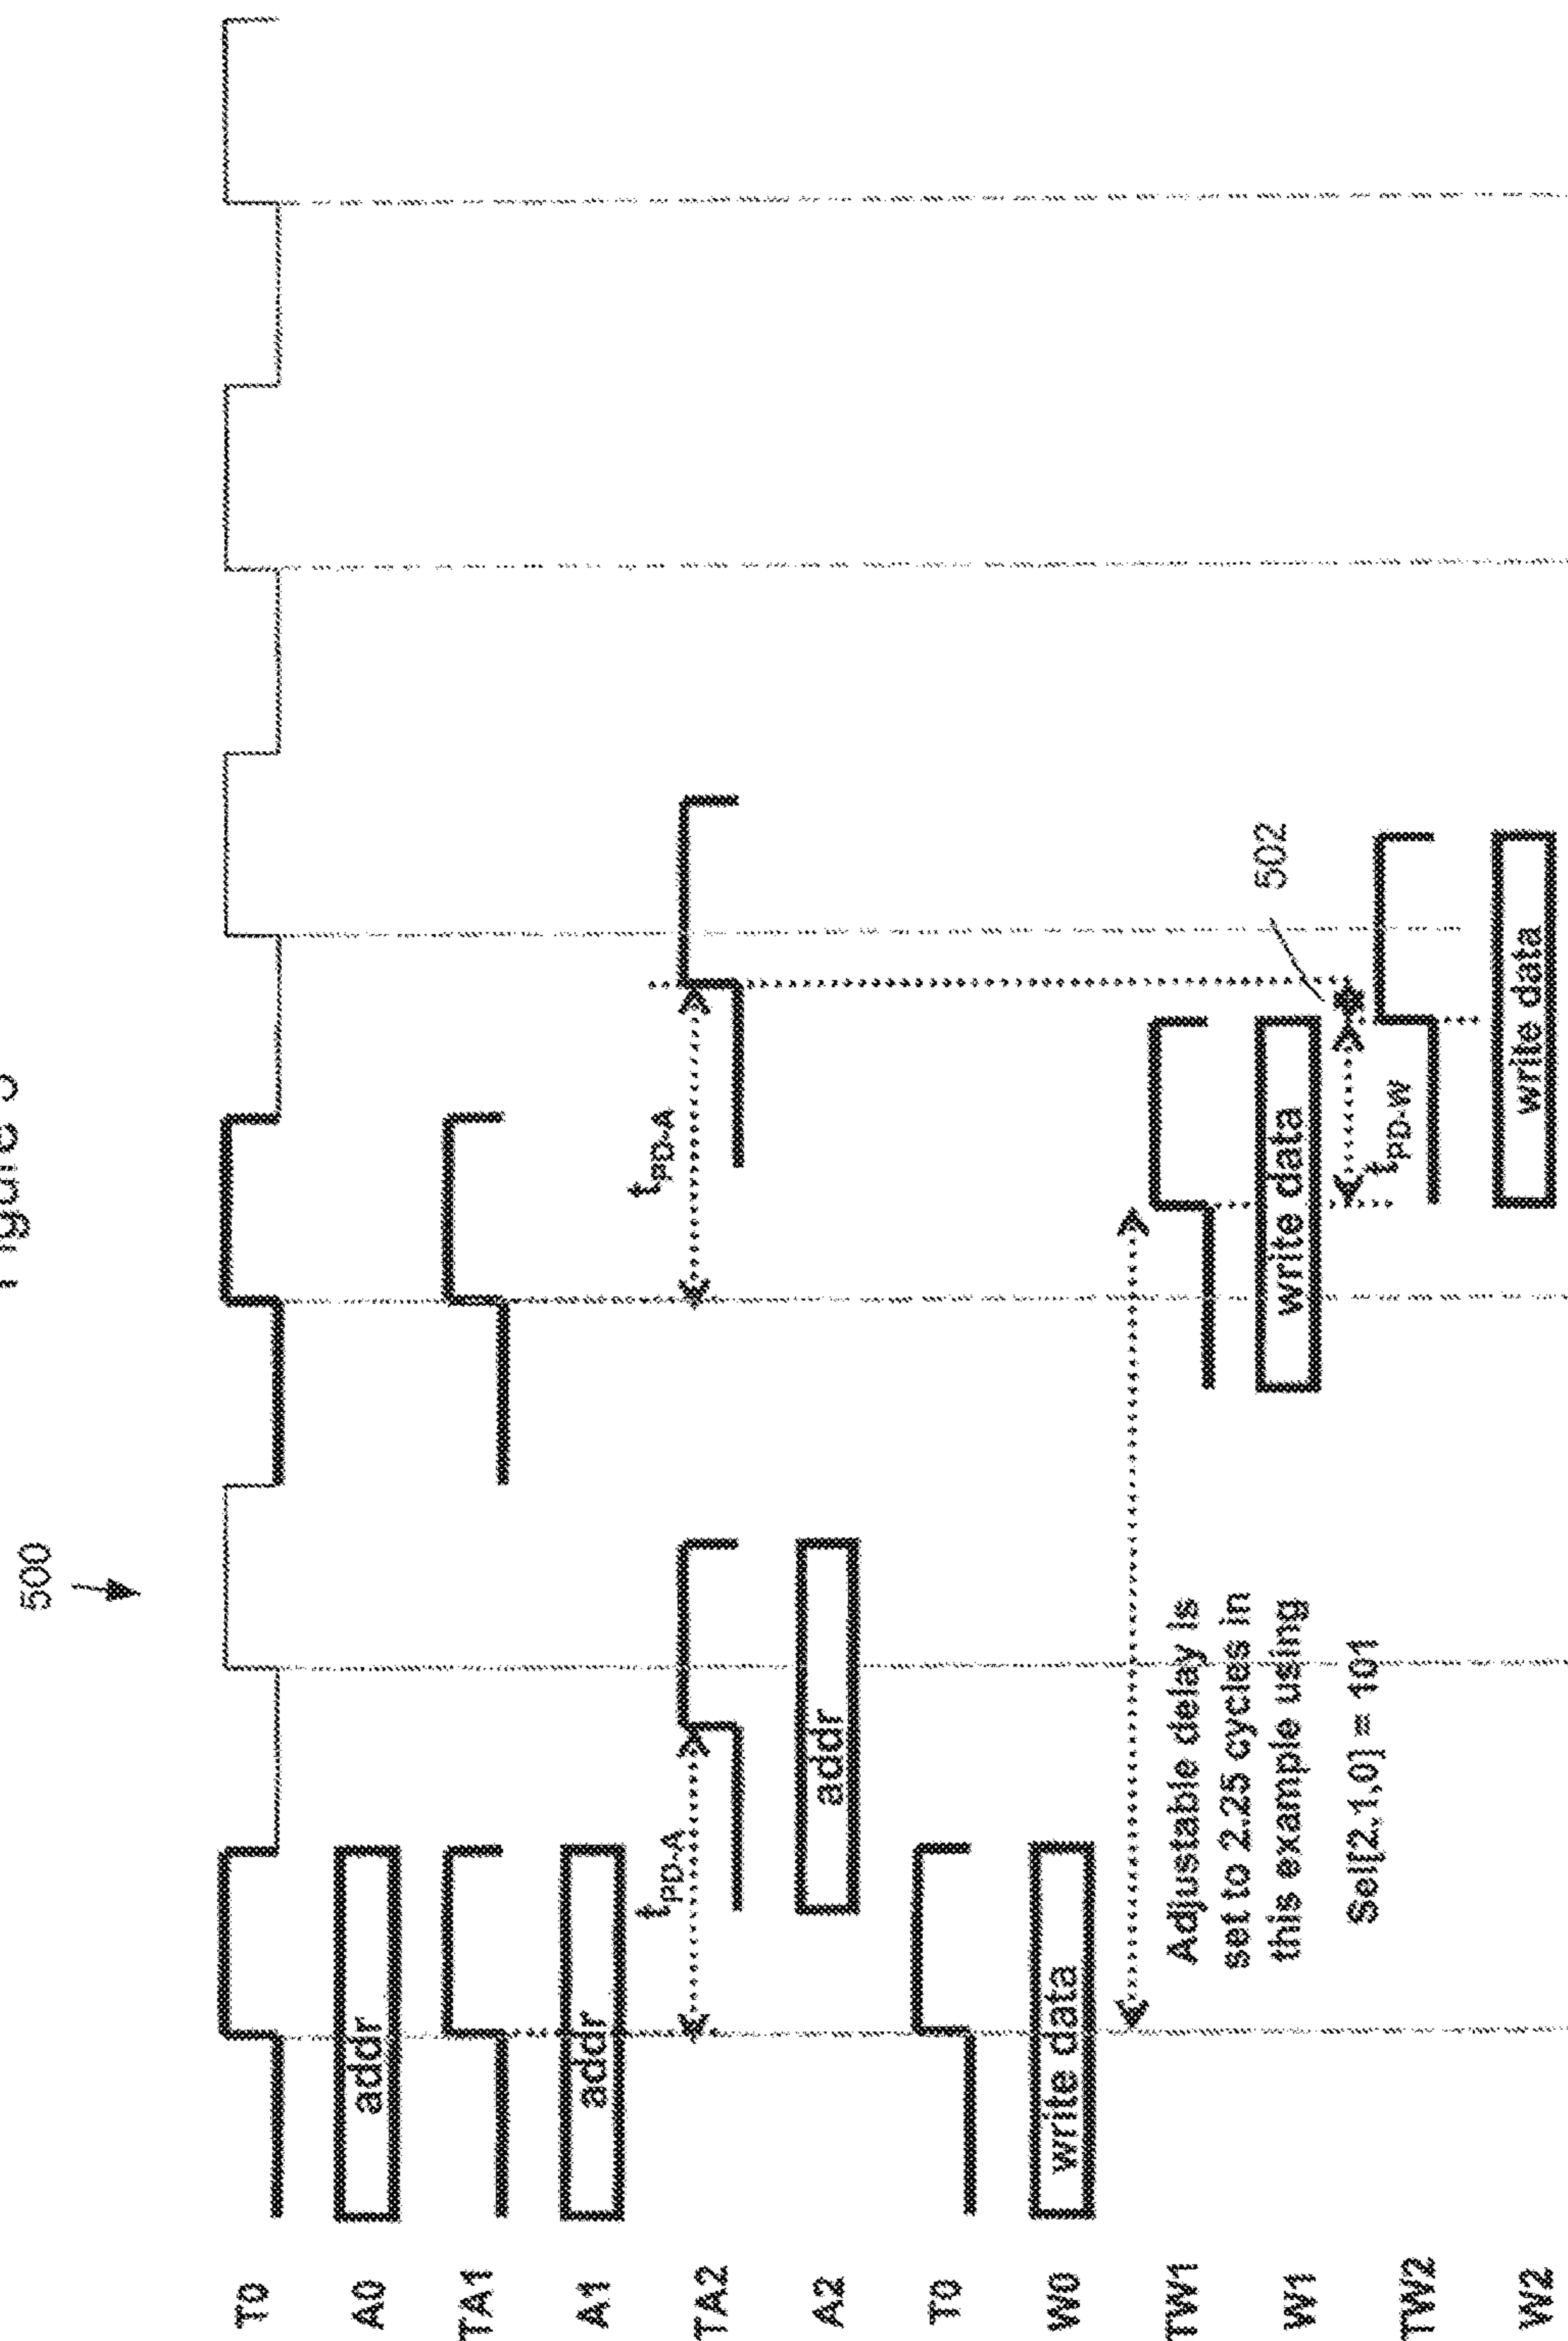 Figure 5
500
T0
A0
addr
TA1
A1
addr
TA2
tPD-A
tPD-A
A2
addr
T0
W0
write data
Adjustable delay is
set to 2.25 cycles in
this example using
Sel[2,1,0] = 101
TW1
W1
write data
502
tPD-W
TW2
W2
write data